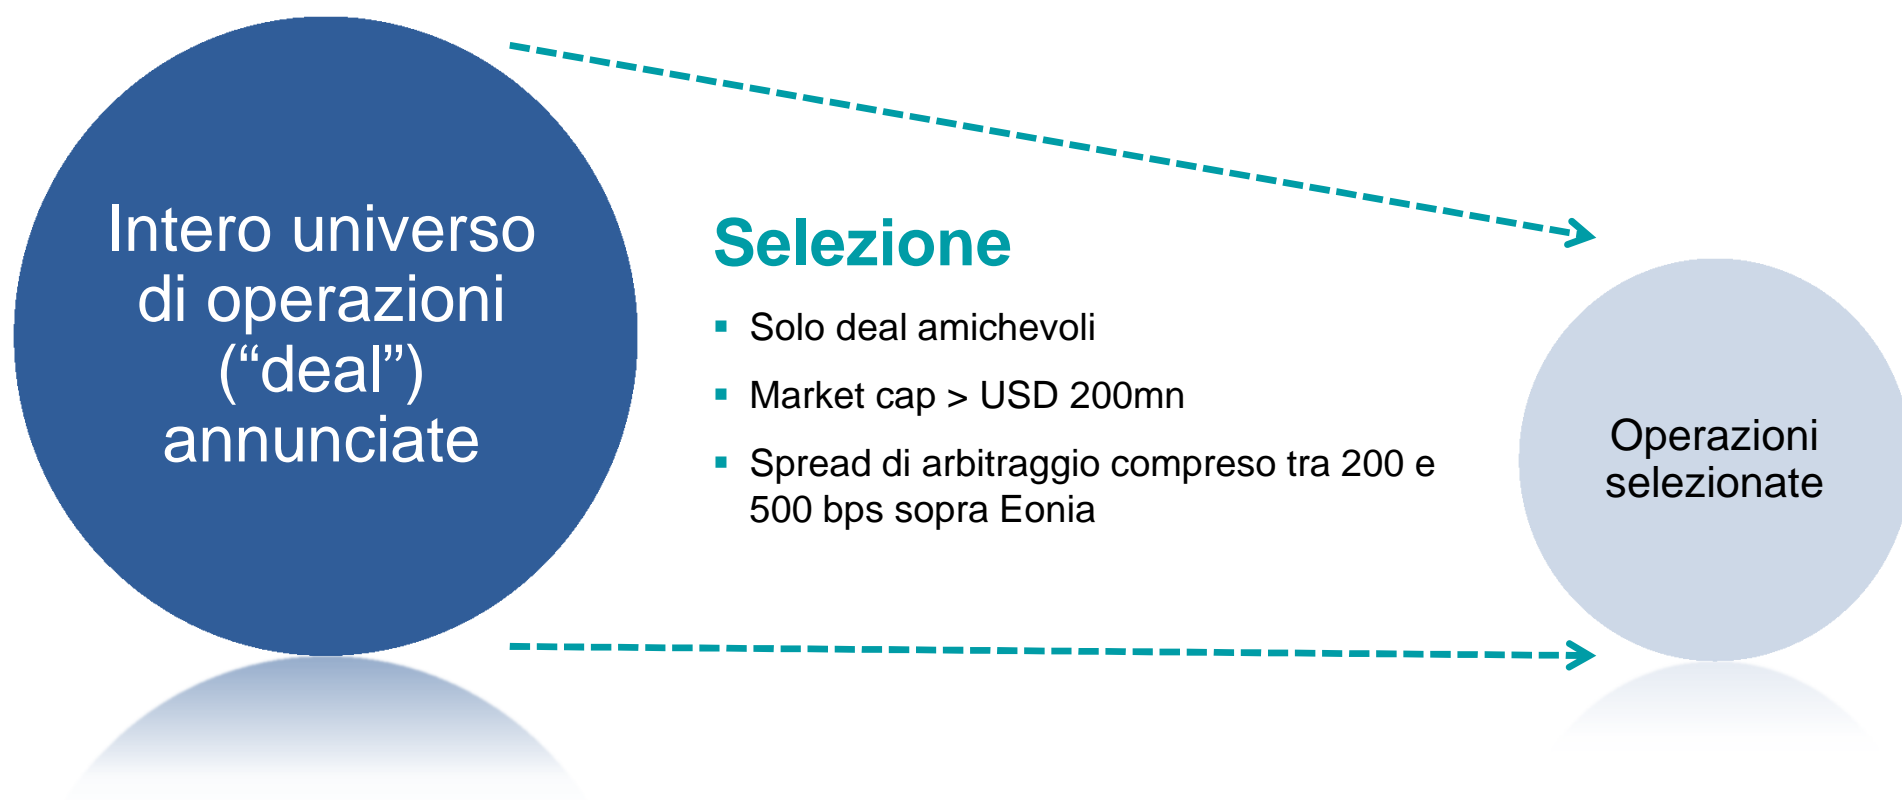 Intero universo
di operazioni
(“deal”)
annunciate
Selezione
▪ Solo deal amichevoli
▪ Market cap > USD 200mn
▪ Spread di arbitraggio compreso tra 200 e
500 bps sopra Eonia
Operazioni
selezionate